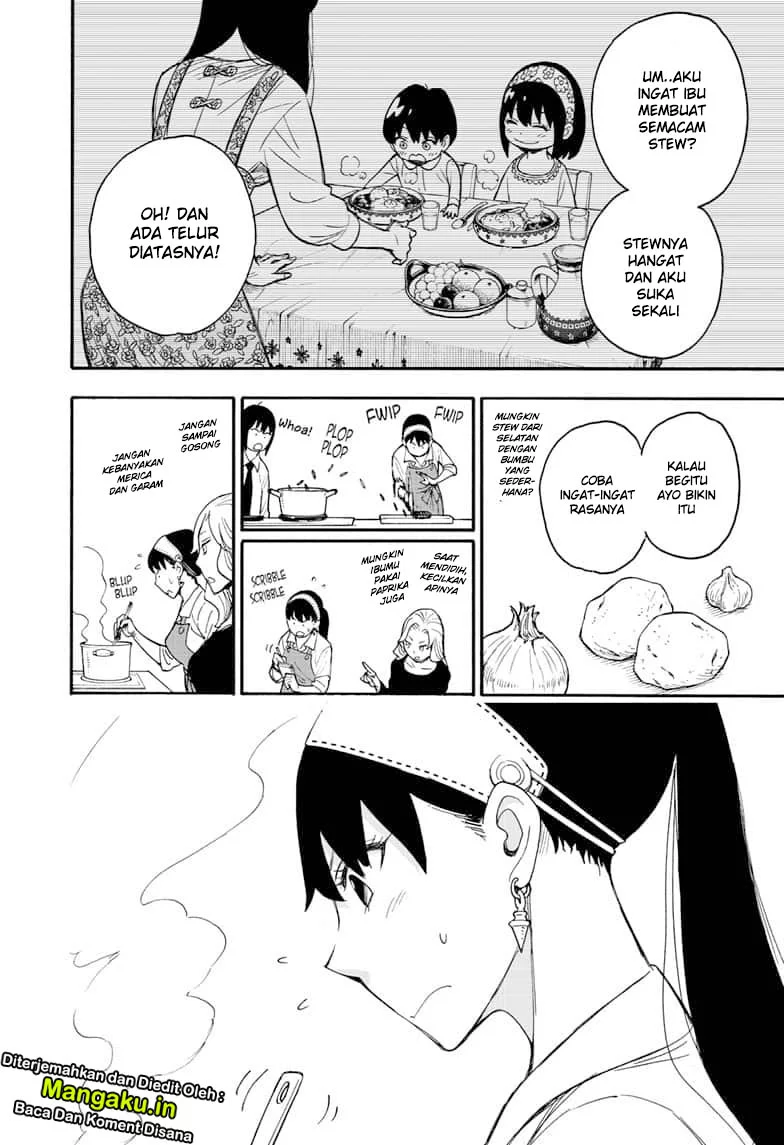 UM..AKU
INGAT IBU
MEMBUAT
SEMACAM
STEW?
STEWNYA
HANGAT
DAN AKU
SUKA
SEKALI
OH! DAN
ADA TELUR
DIATASNYA!
KALAU
BEGITU
AYO BIKIN
ITU
COBA
INGAT-INGAT
RASANYA
MUNGKIN
STEW DARI
SELATAN
DENGAN
BUMBU
YANG
SEDER-
HANA?
FWIP
FWIP
PLOP
PLOP
Whoa!
SAAT
MENDIDIH,
KECILKAN
APINYA
MUNGKIN
IBUMU
PAKAI
PAPRIKA
JUGA
SCRIBBLE
SCRIBBLE
JANGAN
SAMPAI
GOSONG
JANGAN
KEBANYAKAN
MERICA
DAN GARAM
BLUP
BLUP
Diterjemahkan dan Diedit Oleh :
Mangaku.in
Baca Dan Koment Disana